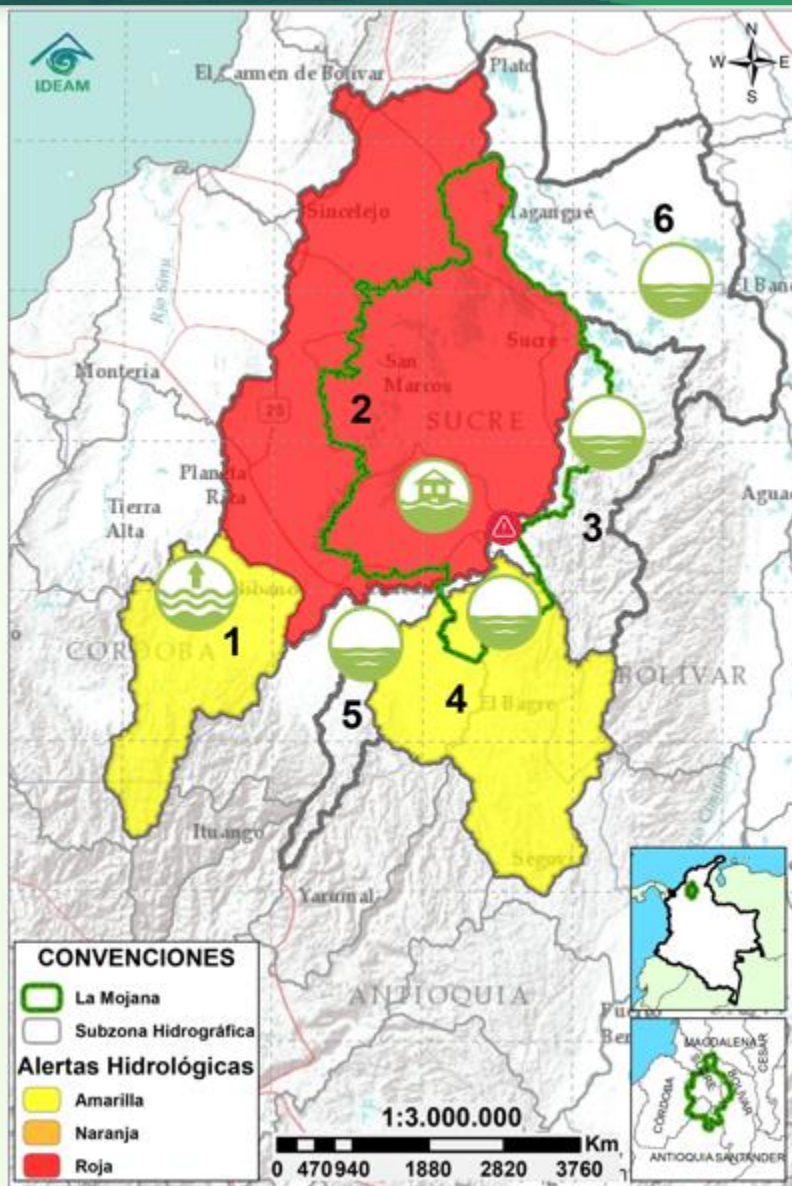 IDEAM
El Carmen de Bolívar
Plato
N
W E
S
Sincelejo
Magangué
6
Río Sinú
El Banc
Montería
25
San
Marcos
Sucre
2
SUCRE
Planeta
Rica
Tierra
Alta
Agua
3
1
CÓRDOBA
BOLÍVAR
4
El Bagre
5
Ituango
Segovia
Yarumal
ANTIOQUIA
CONVENCIONES
La Mojana
Subzona Hidrográfica
Alertas Hidrológicas
Amarilla
Naranja
Roja
1:3.000.000
Km
0 470 940 1880 2820 3760
MAGDALENA
CESAR
SUCRE
BOLÍVAR
CÓRDOBA
ANTIOQUIA SANTANDER